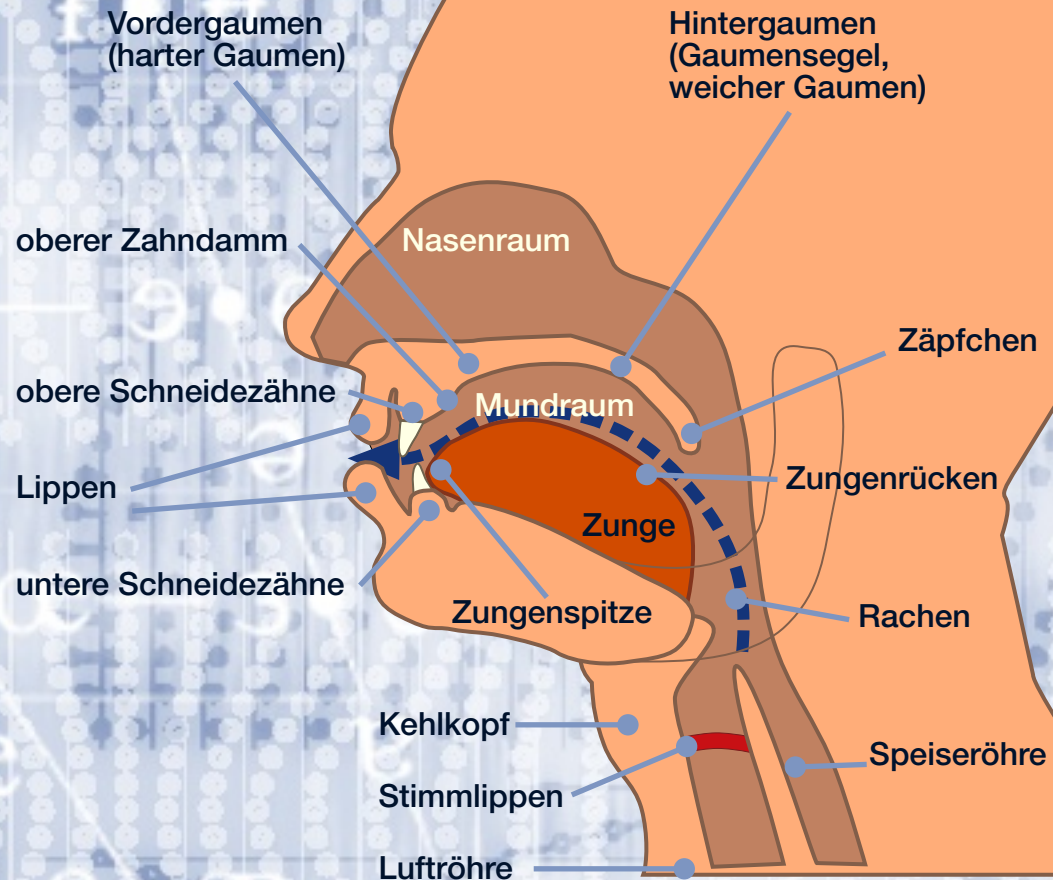 Vordergaumen
(harter Gaumen)
Hintergaumen
(Gaumensegel,
weicher Gaumen)
oberer Zahndamm
Nasenraum
Zäpfchen
obere Schneidezähne
Mundraum
Lippen
Zungenrücken
Zunge
untere Schneidezähne
Zungenspitze
Rachen
Kehlkopf
Speiseröhre
Stimmlippen
Luftröhre